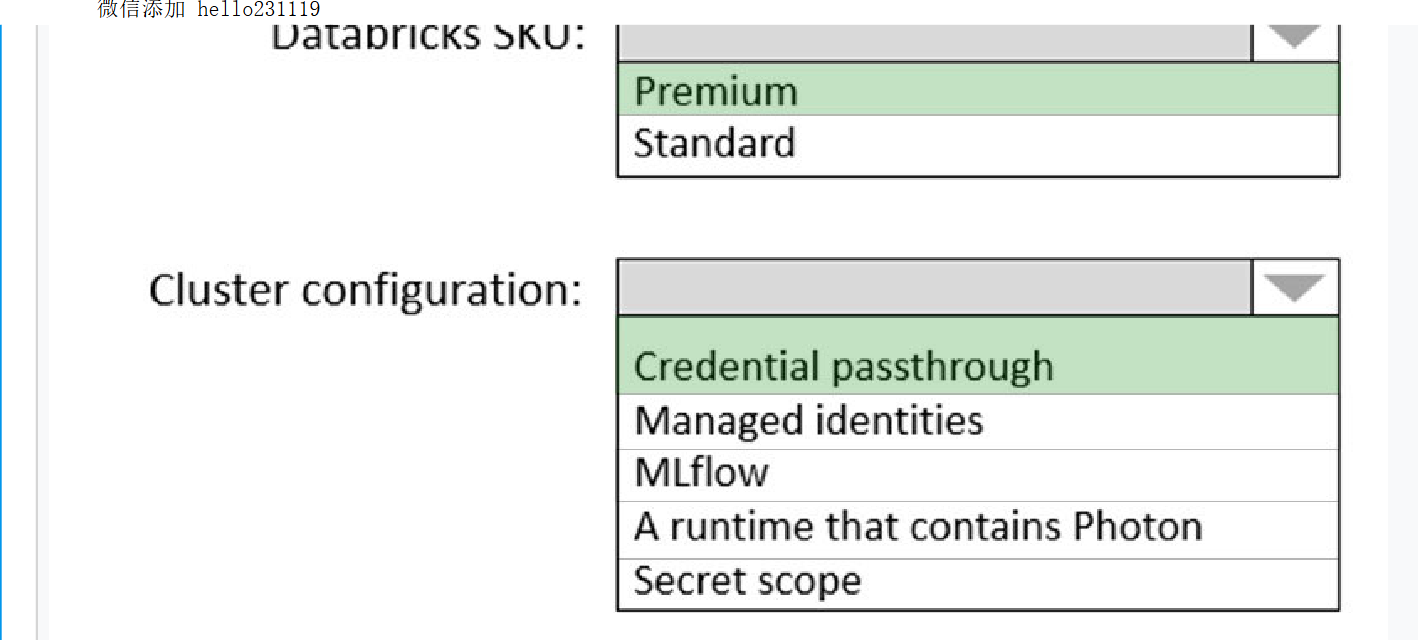 微信添加 hello231119
Databricks SKU:
Premium
Standard
Cluster configuration:
Credential passthrough
Managed identities
MLflow
A runtime that contains Photon
Secret scope